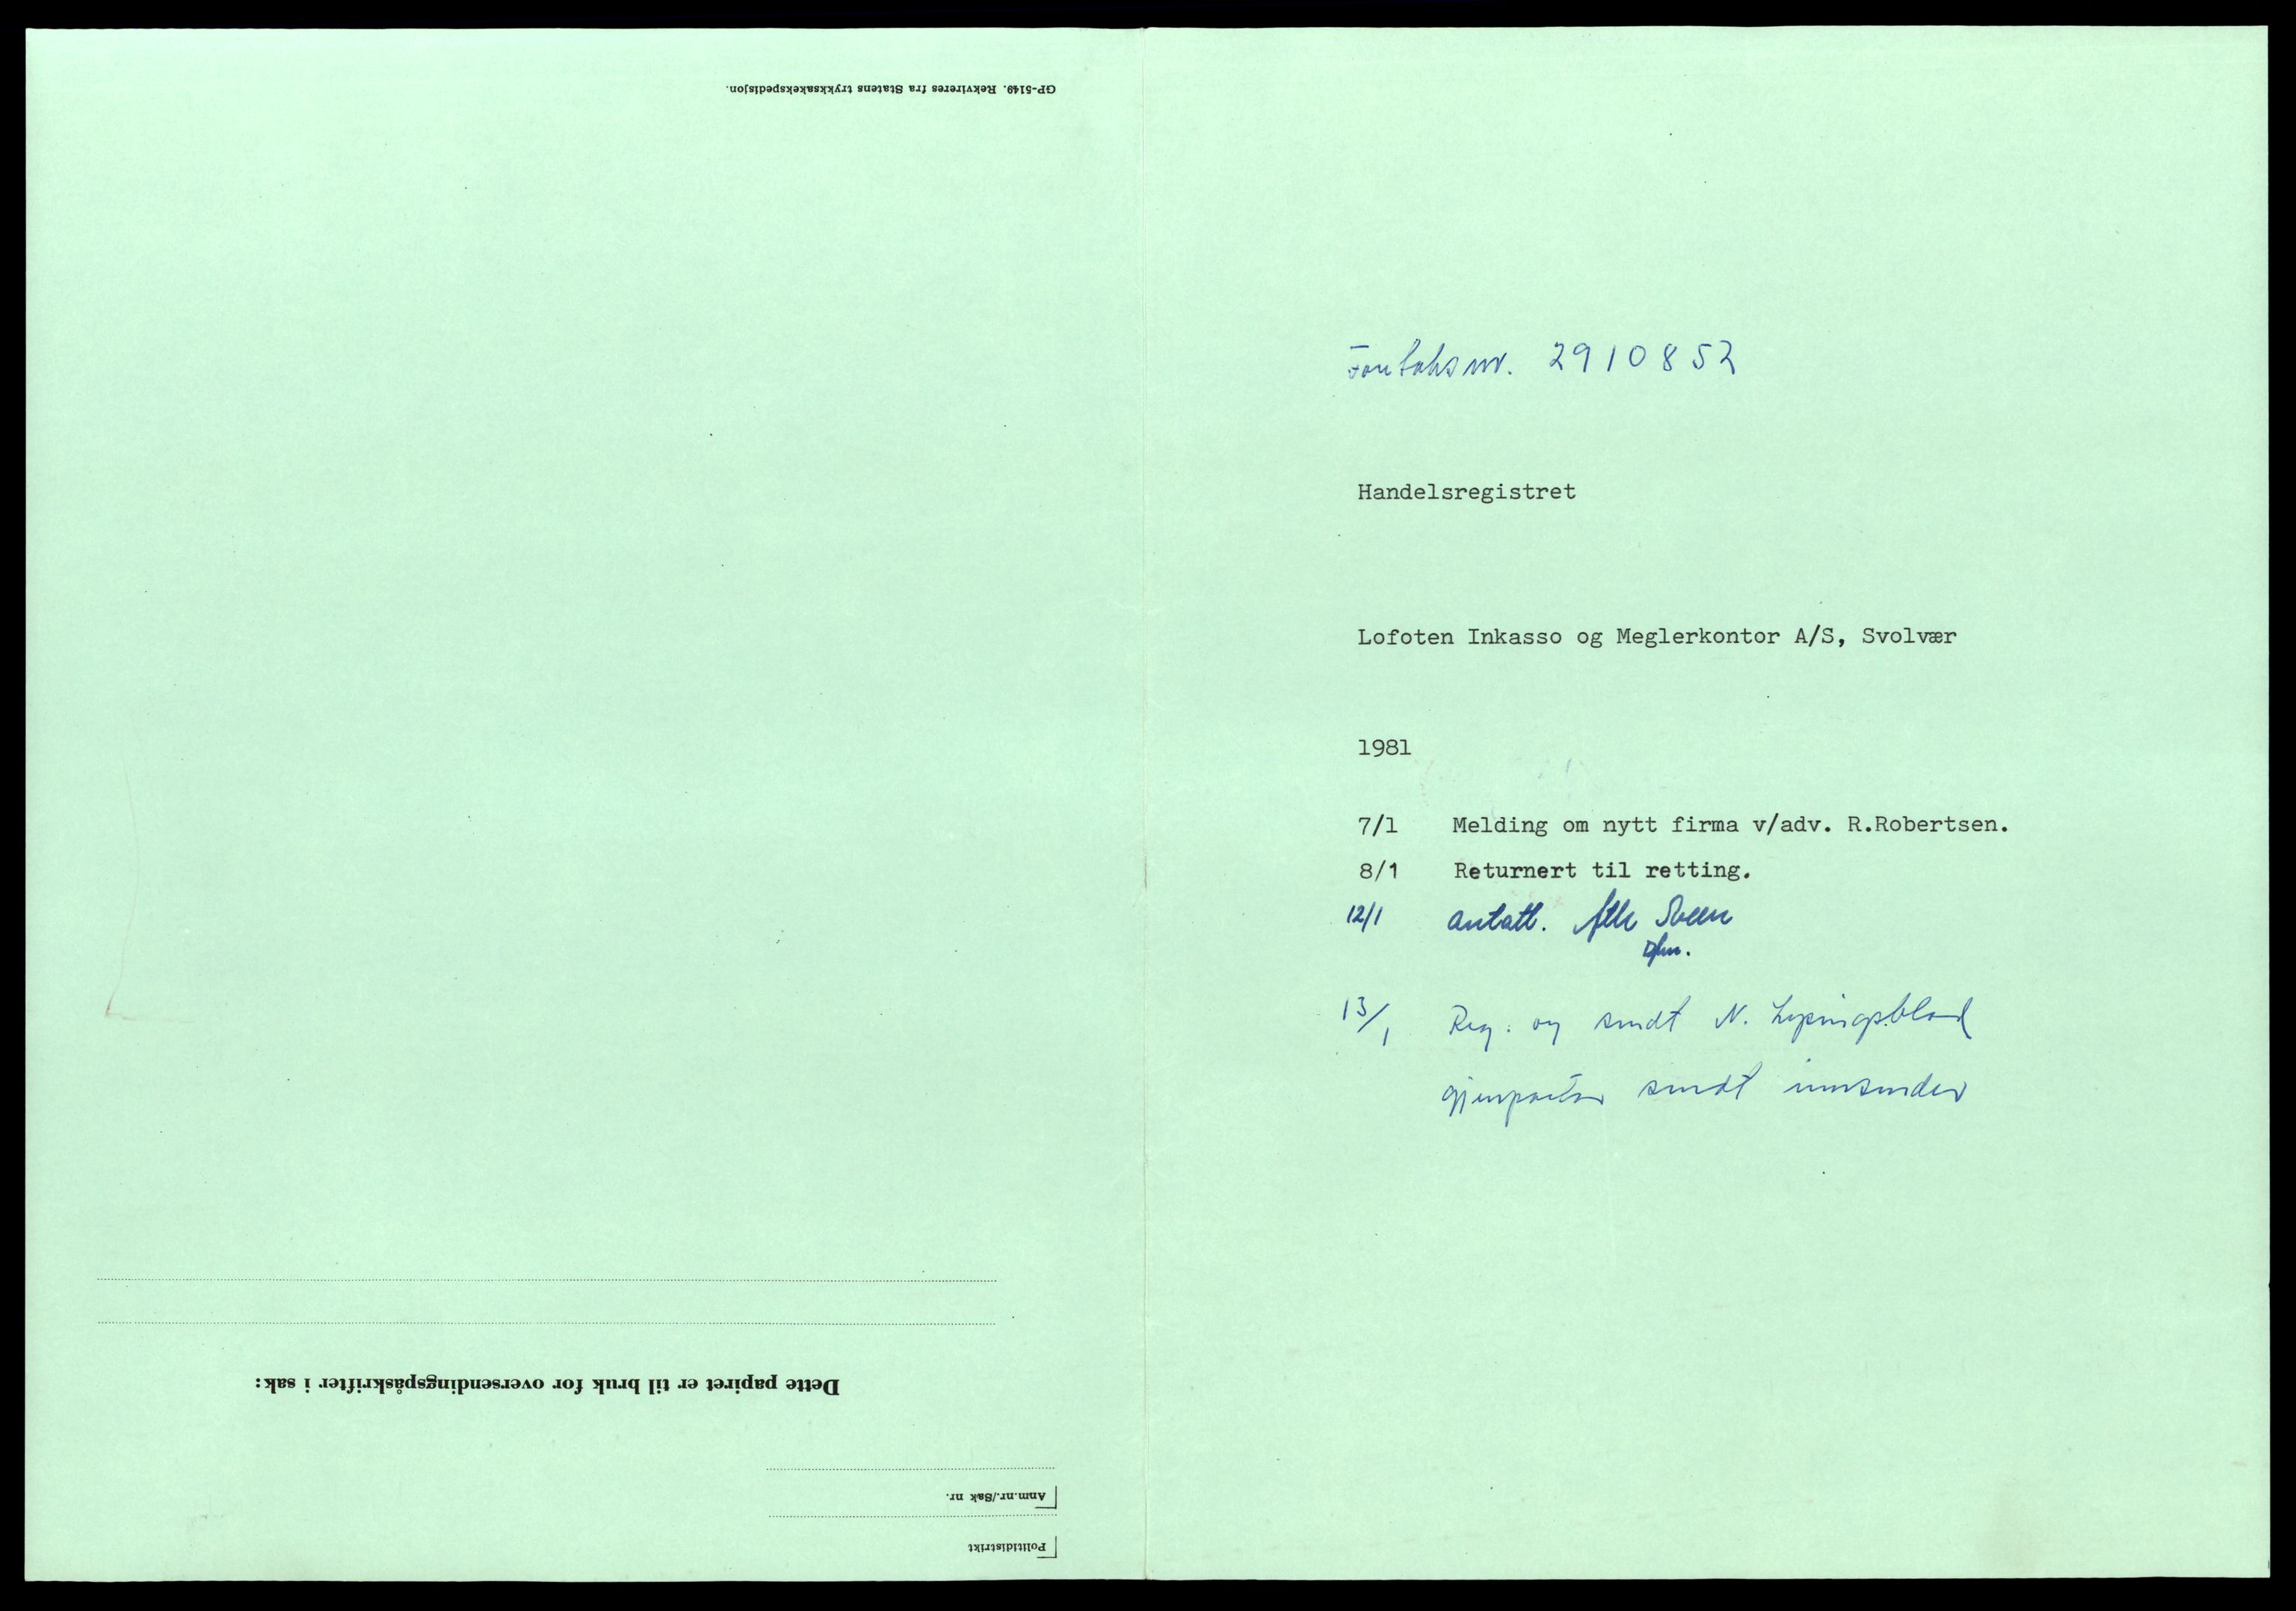 GP-5149. Rekvireres fra Statens trykksakekspedisjon.
Dette papiret er til bruk for oversendingspåskrifter i sak:
Anm.nr./Sak nr.
Politidistrikt
Foretaksnr. 2910852
Handelsregistret
Lofoten Inkasso og Meglerkontor A/S, Svolvær
1981
7/1 Melding om nytt firma v/adv. R.Robertsen.
8/1 Returnert til retting.
12/1 antatt.
13/1 Reg. og sendt N. Lysingsblad
gjenparter sendt innsender